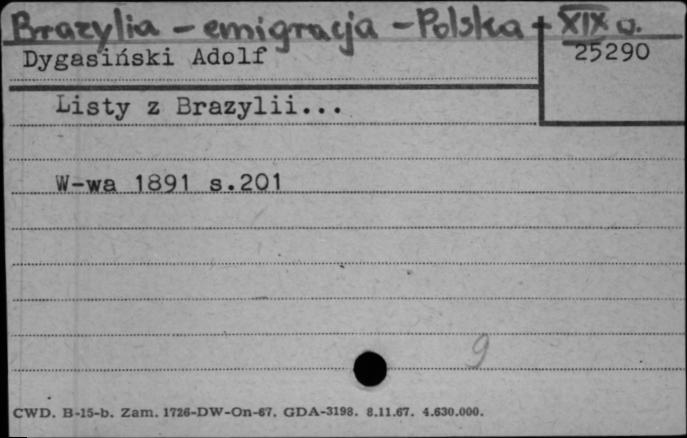 Brazylia - emigracja - Polska - XIX w.
Dygasiński Adolf 25290
Listy z Brazylii...
W-wa 1891 s.201
9
CWD. B-15-b. Zam. 1726-DW-On-67. GDA-3198. 8.11.67. 4.630.000.